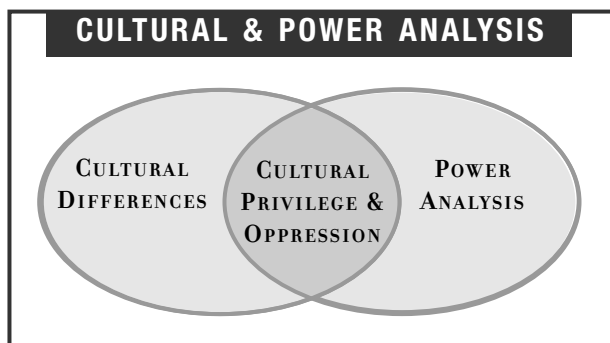 CULTURAL & POWER ANALYSIS
CULTURAL
DIFFERENCES
CULTURAL
PRIVILEGE &
OPPRESSION
POWER
ANALYSIS